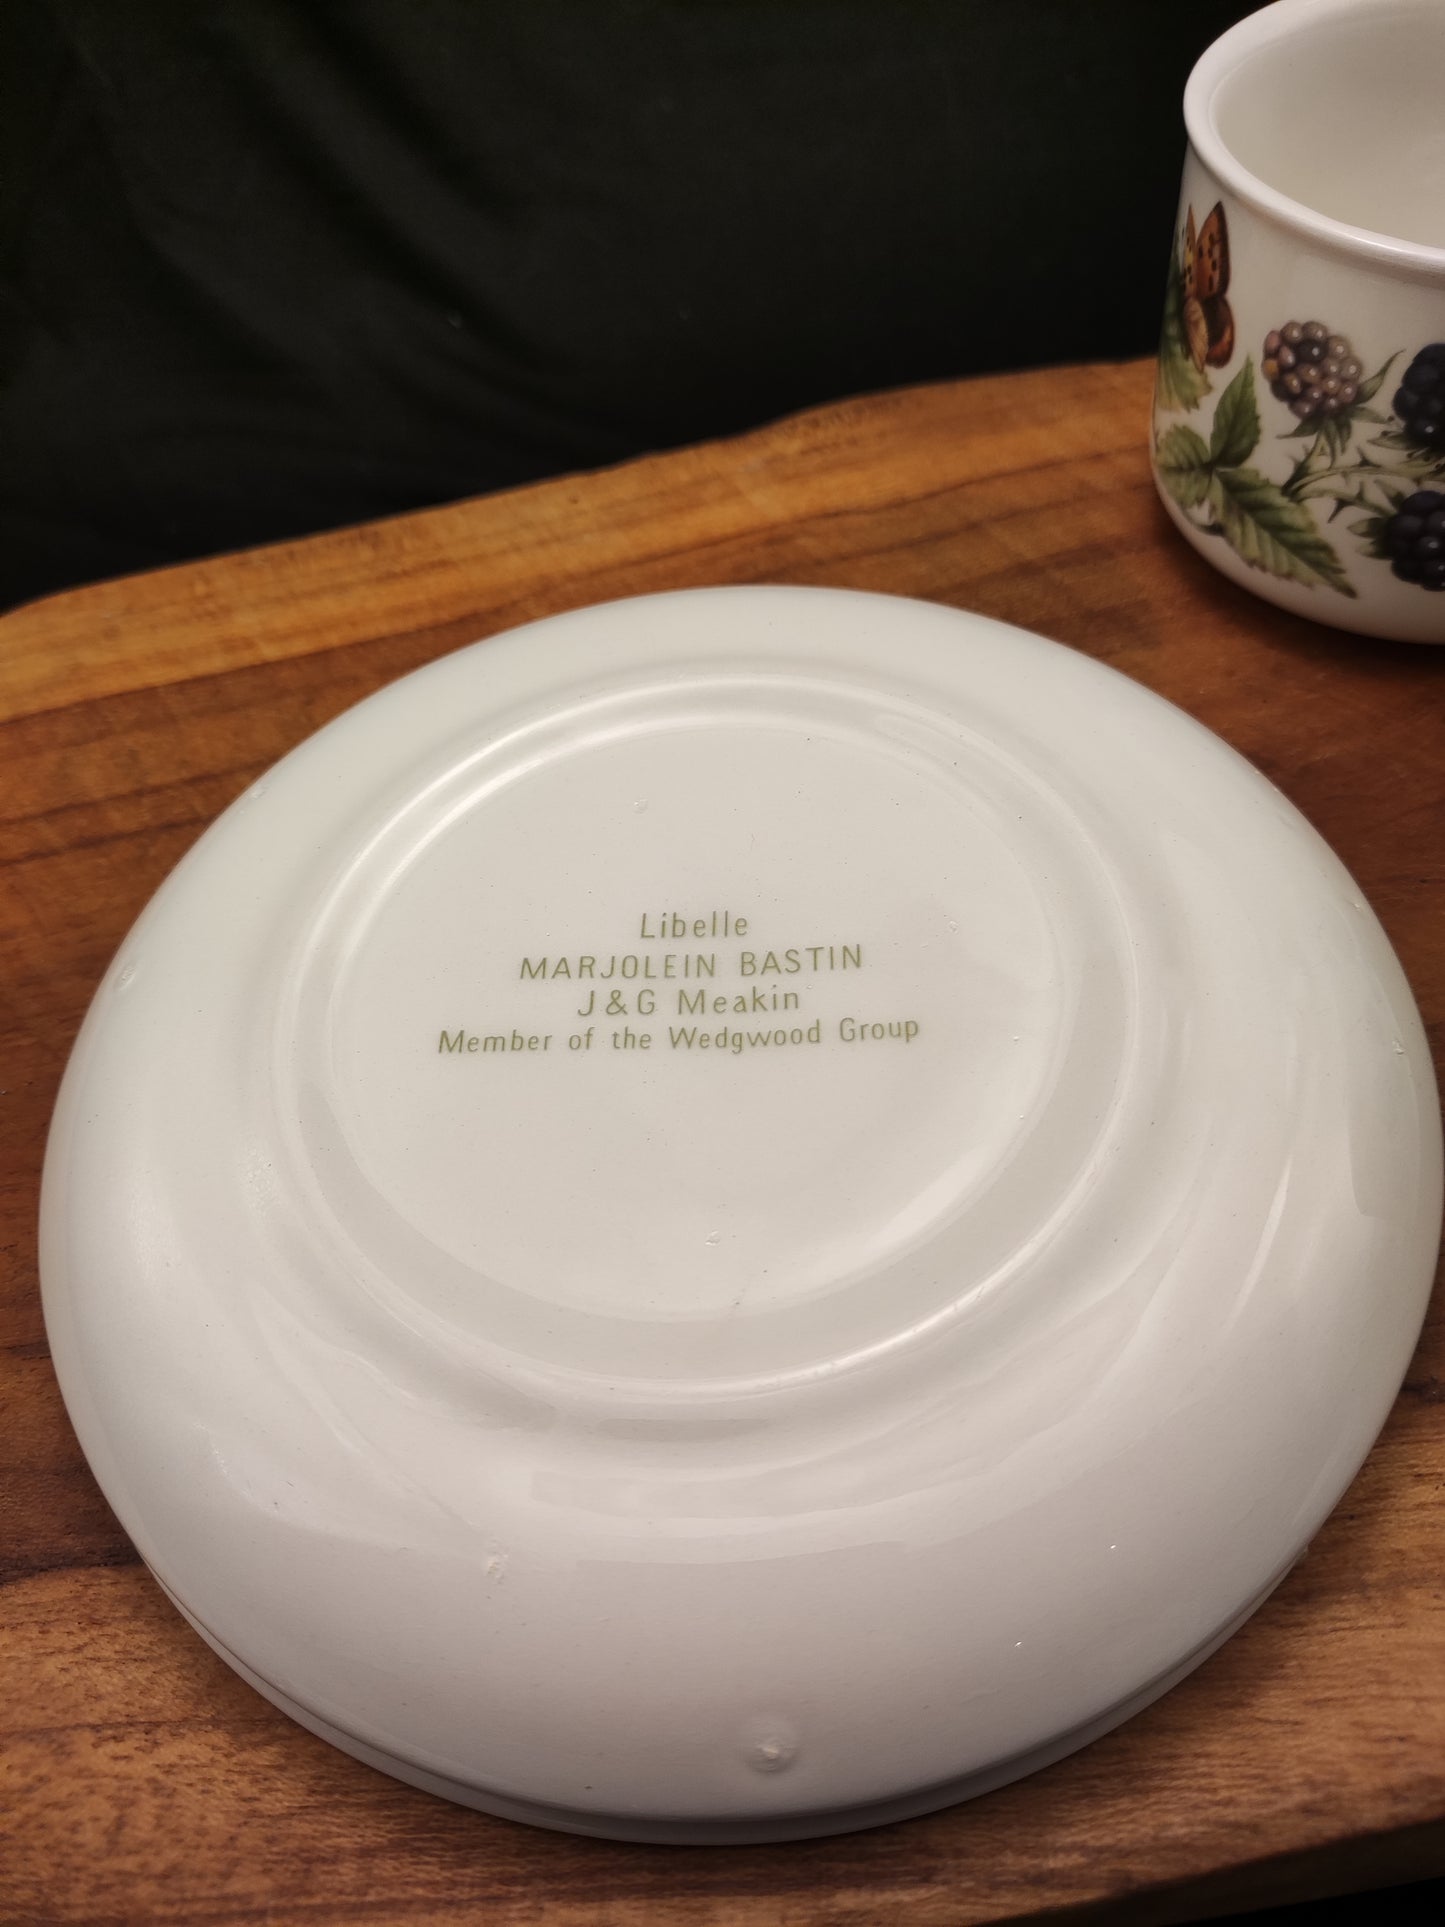 Libelle
MARJOLEIN BASTIN
J&G Meakin
Member of the Wedgwood Group